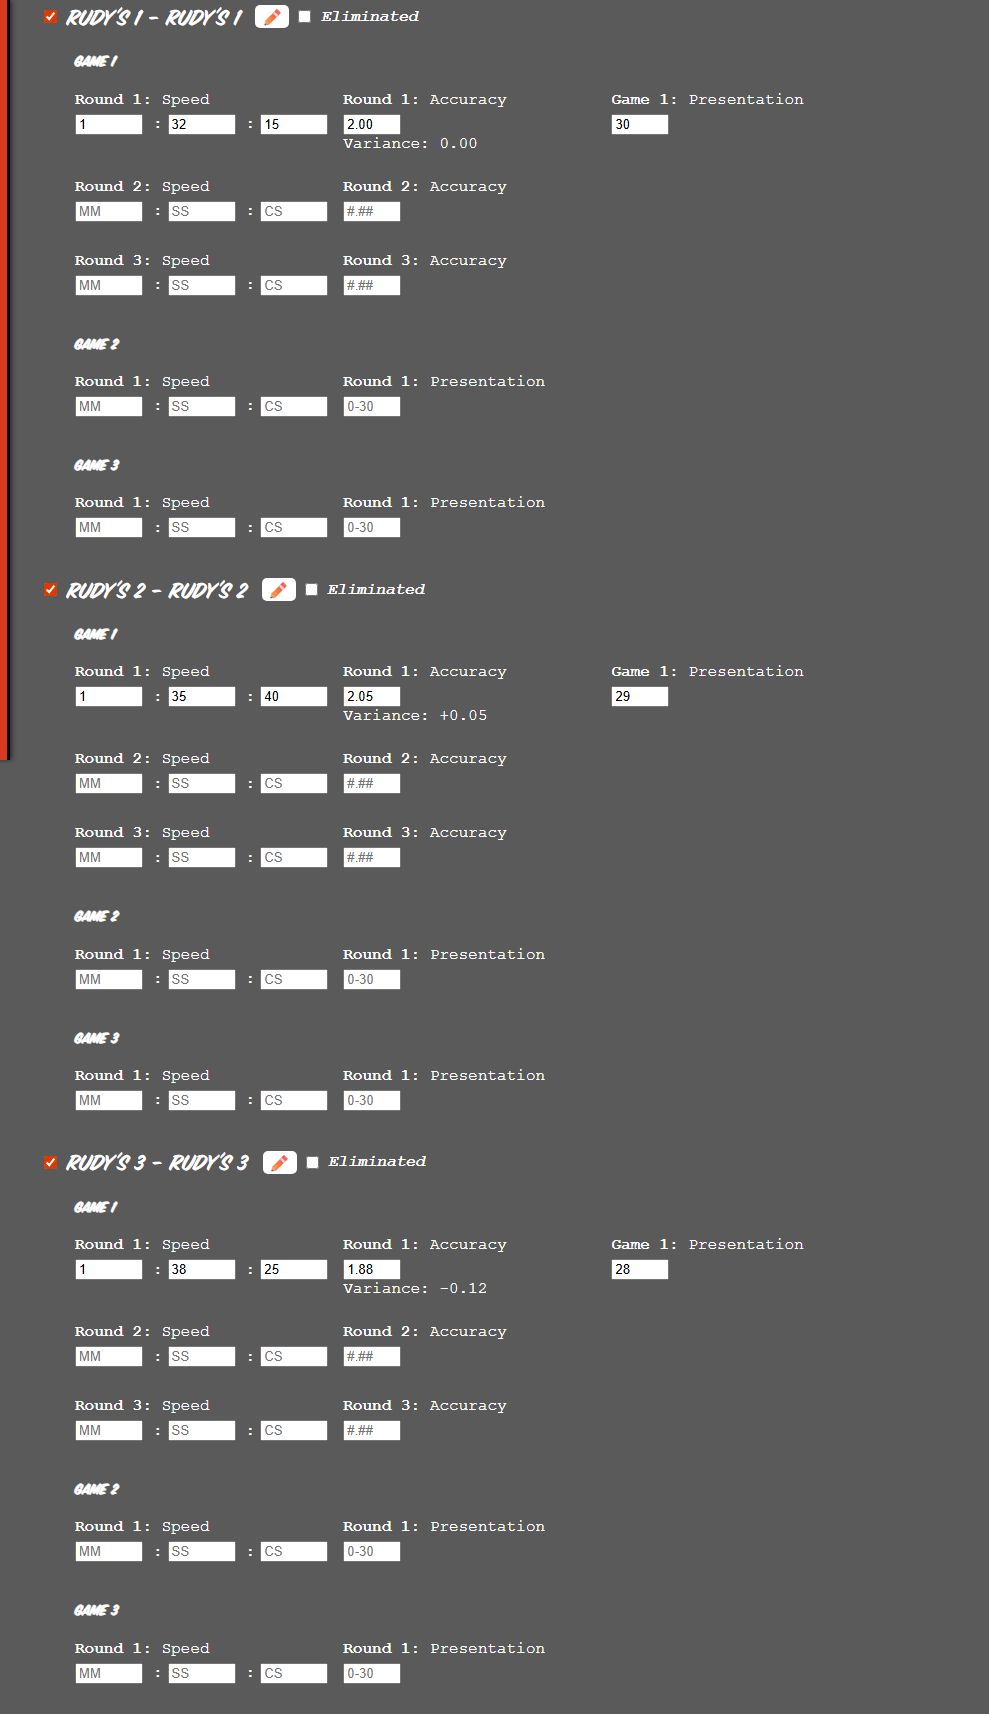 RUDY'S 1 - RUDY'S 1 Eliminated
GAME 1
Round 1: Speed Round 1: Accuracy Game 1: Presentation
1 : 32 : 15 2.00 30
Variance: 0.00
Round 2: Speed Round 2: Accuracy
MM : SS : CS #.##
Round 3: Speed Round 3: Accuracy
MM : SS : CS #.##
GAME 2
Round 1: Speed Round 1: Presentation
MM : SS : CS 0-30
GAME 3
Round 1: Speed Round 1: Presentation
MM : SS : CS 0-30
RUDY'S 2 - RUDY'S 2 Eliminated
GAME 1
Round 1: Speed Round 1: Accuracy Game 1: Presentation
1 : 35 : 40 2.05 29
Variance: +0.05
Round 2: Speed Round 2: Accuracy
MM : SS : CS #.##
Round 3: Speed Round 3: Accuracy
MM : SS : CS #.##
GAME 2
Round 1: Speed Round 1: Presentation
MM : SS : CS 0-30
GAME 3
Round 1: Speed Round 1: Presentation
MM : SS : CS 0-30
RUDY'S 3 - RUDY'S 3 Eliminated
GAME 1
Round 1: Speed Round 1: Accuracy Game 1: Presentation
1 : 38 : 25 1.88 28
Variance: -0.12
Round 2: Speed Round 2: Accuracy
MM : SS : CS #.##
Round 3: Speed Round 3: Accuracy
MM : SS : CS #.##
GAME 2
Round 1: Speed Round 1: Presentation
MM : SS : CS 0-30
GAME 3
Round 1: Speed Round 1: Presentation
MM : SS : CS 0-30